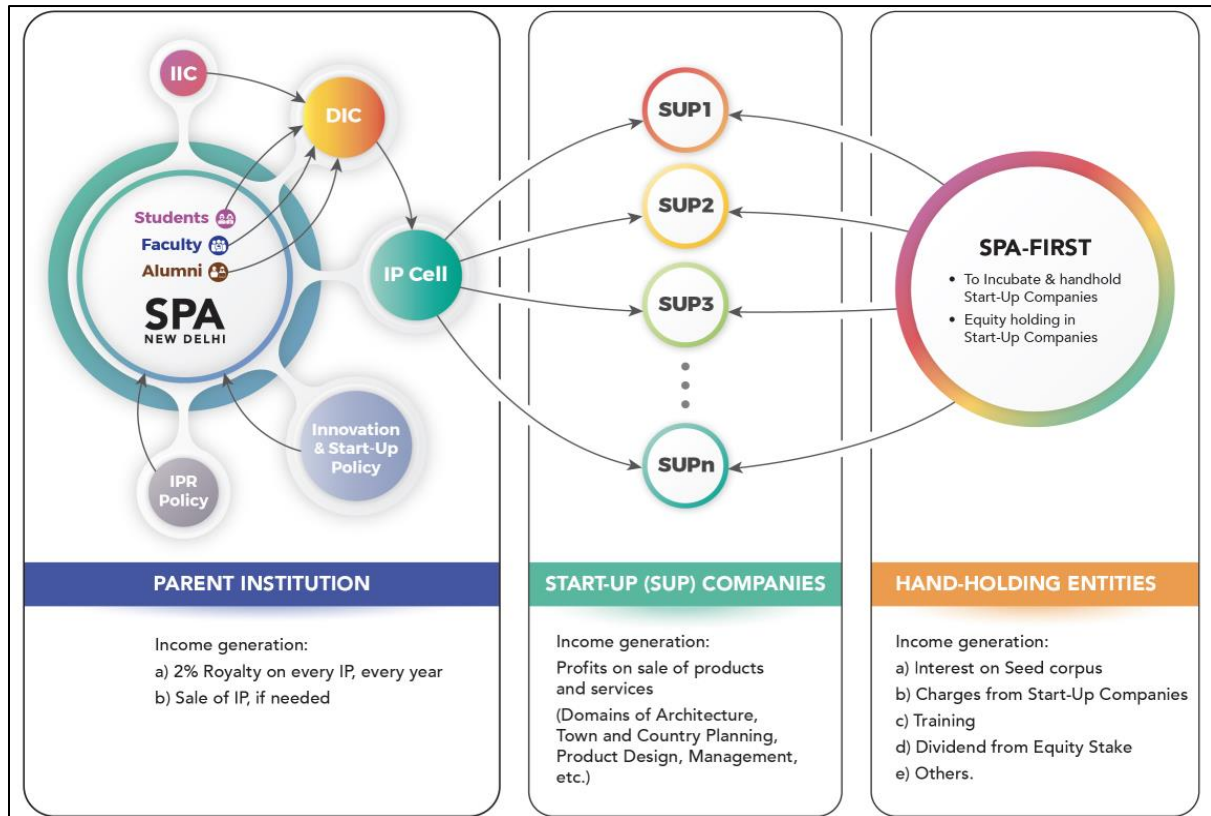 IIC
DIC
Students
Faculty
Alumni
SPA
NEW DELHI
IP Cell
Innovation
& Start-Up
Policy
IPR
Policy
PARENT INSTITUTION
Income generation:
a) 2% Royalty on every IP, every year
b) Sale of IP, if needed
SUP1
SUP2
SUP3
SUPn
START-UP (SUP) COMPANIES
Income generation:
Profits on sale of products
and services
(Domains of Architecture,
Town and Country Planning,
Product Design, Management,
etc.)
SPA-FIRST
• To Incubate & handhold
Start-Up Companies
• Equity holding in
Start-Up Companies
HAND-HOLDING ENTITIES
Income generation:
a) Interest on Seed corpus
b) Charges from Start-Up Companies
c) Training
d) Dividend from Equity Stake
e) Others.